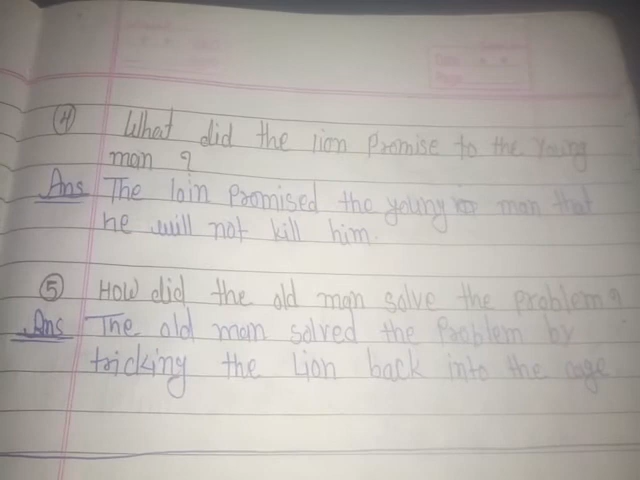 4 What did the lion promise to the young
man ?
Ans The loin promised the young man that
he will not kill him.
5 How did the old man solve the problem?
Ans The old man solved the problem by
tricking the Lion back into the cage